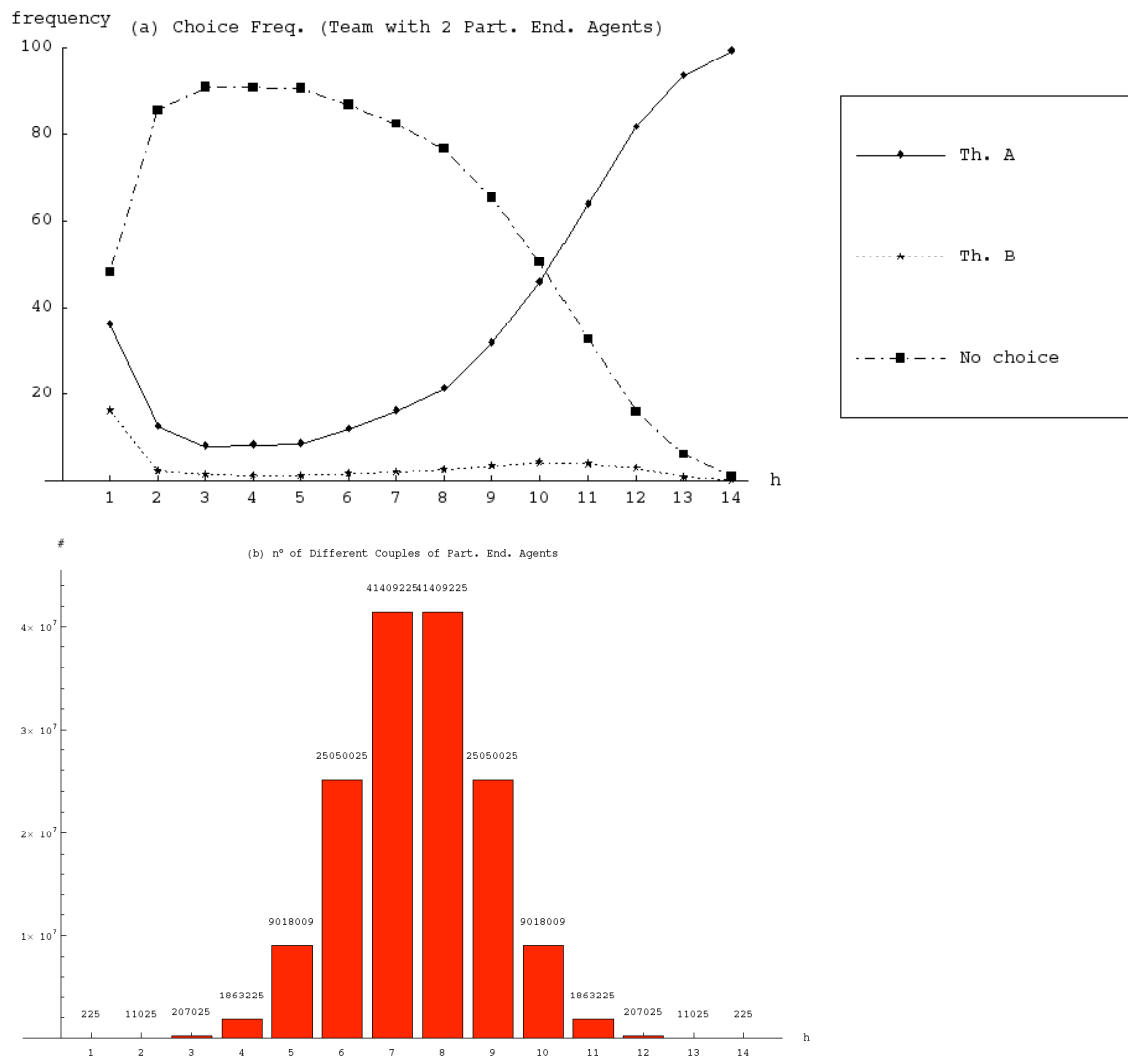 frequency
(a) Choice Freq. (Team with 2 Part. End. Agents)
100
80
60
40
20
1 2 3 4 5 6 7 8 9 10 11 12 13 14
h
Th. A
Th. B
No choice
#
(b) n° of Different Couples of Part. End. Agents
4× 10^7
3× 10^7
2× 10^7
1× 10^7
225 11025 207025 1863225 9018009 25050025 41409225 41409225 25050025 9018009 1863225 207025 11025 225
1 2 3 4 5 6 7 8 9 10 11 12 13 14
h